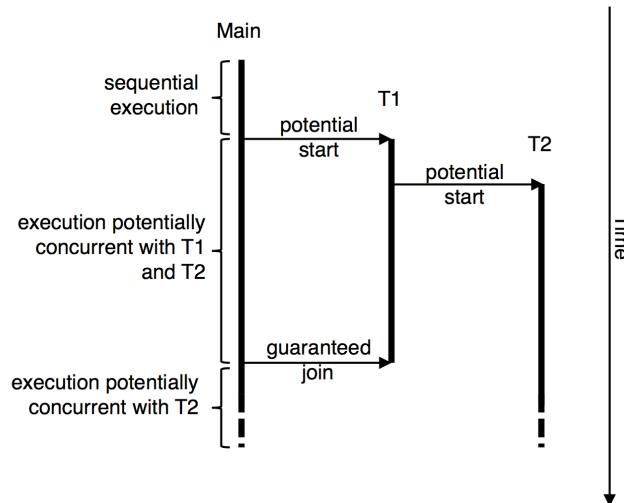 Main
sequential
execution
T1
potential
start
T2
potential
start
execution potentially
concurrent with T1
and T2
Time
guaranteed
join
execution potentially
concurrent with T2